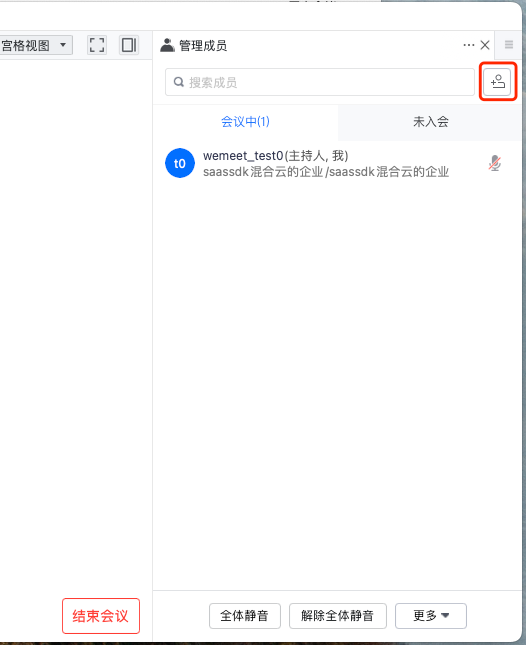 宫格视图
管理成员
搜索成员
会议中(1)
未入会
t0
wemeet_test0(主持人, 我)
saassdk混合云的企业/saassdk混合云的企业
结束会议
全体静音
解除全体静音
更多